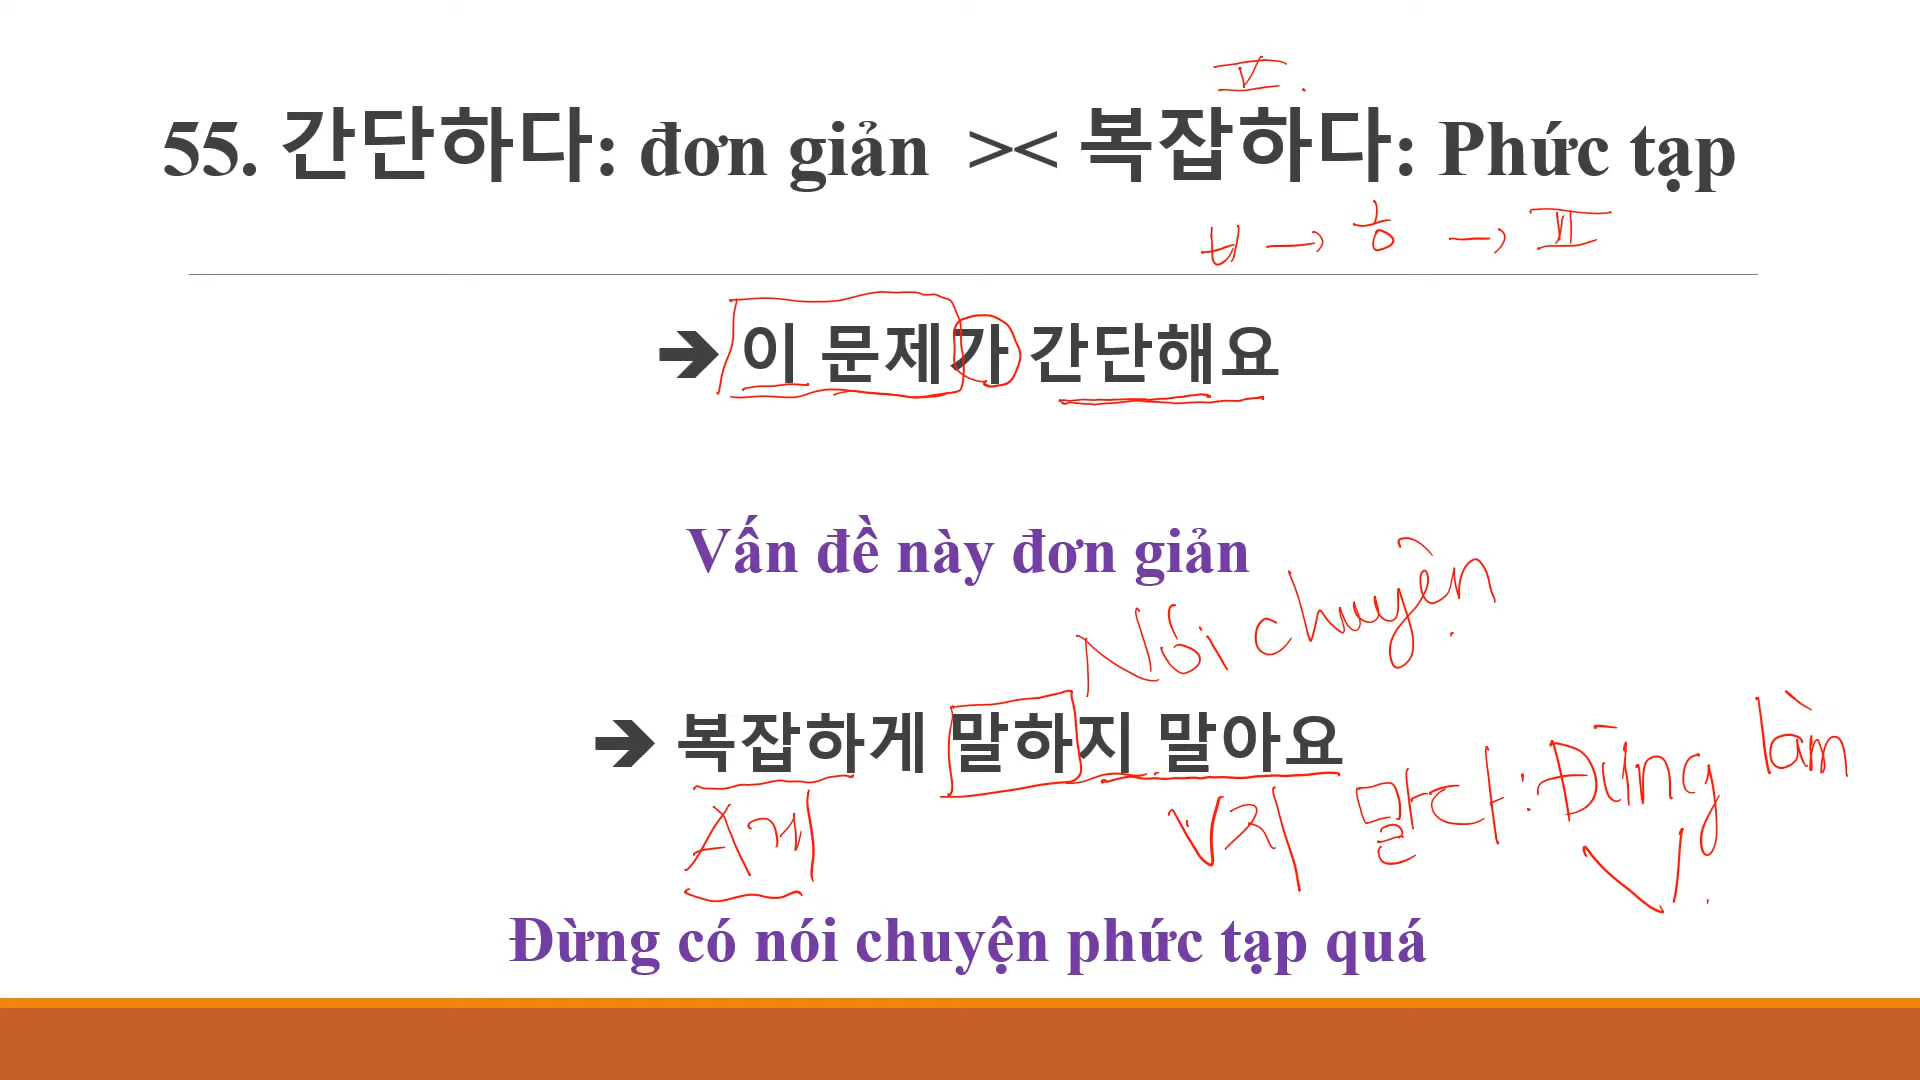 V.
55. 간단하다: đơn giản >< 복잡하다: Phức tạp
ㅂ → ㅎ → ㅍ
➔ 이 문제가 간단해요
Vấn đề này đơn giản
Nói chuyện
➔ 복잡하게 말하지 말아요
A게
V지 말다: Đừng làm
V.
Đừng có nói chuyện phức tạp quá